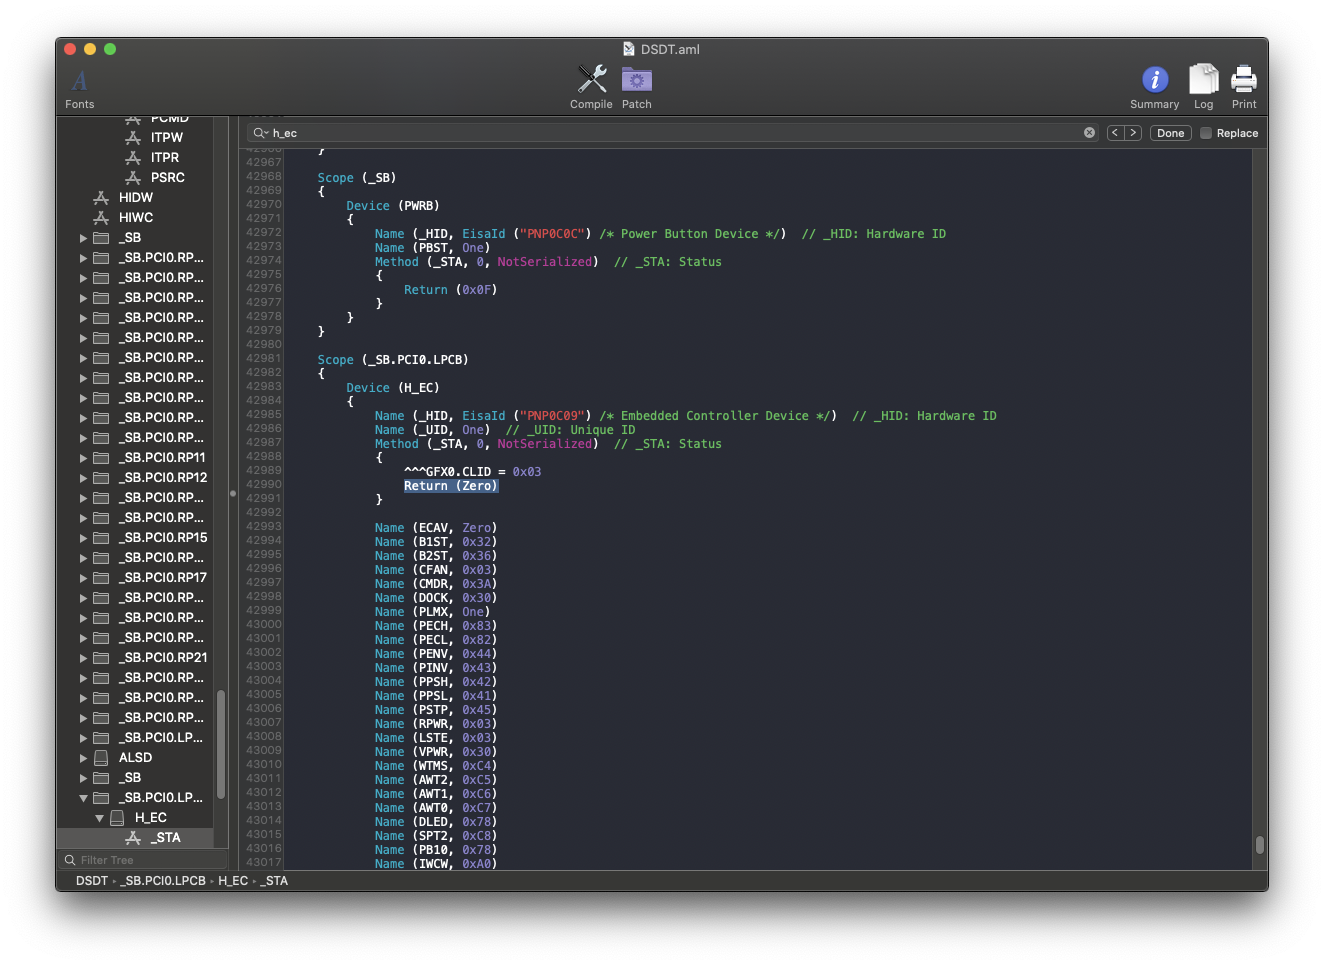 DSDT.aml
Fonts
Compile
Patch
Summary
Log
Print
PCMD
ITPW
ITPR
PSRC
HIDW
HIWC
_SB
_SB.PCI0.RP...
_SB.PCI0.RP...
_SB.PCI0.RP...
_SB.PCI0.RP...
_SB.PCI0.RP...
_SB.PCI0.RP...
_SB.PCI0.RP...
_SB.PCI0.RP...
_SB.PCI0.RP...
_SB.PCI0.RP...
_SB.PCI0.RP11
_SB.PCI0.RP12
_SB.PCI0.RP...
_SB.PCI0.RP...
_SB.PCI0.RP15
_SB.PCI0.RP...
_SB.PCI0.RP17
_SB.PCI0.RP...
_SB.PCI0.RP...
_SB.PCI0.RP...
_SB.PCI0.RP21
_SB.PCI0.RP...
_SB.PCI0.RP...
_SB.PCI0.RP...
_SB.PCI0.LP...
ALSD
_SB
_SB.PCI0.LP...
H_EC
_STA
Filter Tree
h_ec
< >
Done
Replace
42966 }
42967
42968 Scope (_SB)
42969 {
42970 Device (PWRB)
42971 {
42972 Name (_HID, EisaId ("PNP0C0C") /* Power Button Device */) // _HID: Hardware ID
42973 Name (PBST, One)
42974 Method (_STA, 0, NotSerialized) // _STA: Status
42975 {
42976 Return (0x0F)
42977 }
42978 }
42979 }
42980
42981 Scope (_SB.PCI0.LPCB)
42982 {
42983 Device (H_EC)
42984 {
42985 Name (_HID, EisaId ("PNP0C09") /* Embedded Controller Device */) // _HID: Hardware ID
42986 Name (_UID, One) // _UID: Unique ID
42987 Method (_STA, 0, NotSerialized) // _STA: Status
42988 {
42989 ^^^GFX0.CLID = 0x03
42990 Return (Zero)
42991 }
42992
42993 Name (ECAV, Zero)
42994 Name (B1ST, 0x32)
42995 Name (B2ST, 0x36)
42996 Name (CFAN, 0x03)
42997 Name (CMDR, 0x3A)
42998 Name (DOCK, 0x30)
42999 Name (PLMX, One)
43000 Name (PECH, 0x83)
43001 Name (PECL, 0x82)
43002 Name (PENV, 0x44)
43003 Name (PINV, 0x43)
43004 Name (PPSH, 0x42)
43005 Name (PPSL, 0x41)
43006 Name (PSTP, 0x45)
43007 Name (RPWR, 0x03)
43008 Name (LSTE, 0x03)
43009 Name (VPWR, 0x30)
43010 Name (WTMS, 0xC4)
43011 Name (AWT2, 0xC5)
43012 Name (AWT1, 0xC6)
43013 Name (AWT0, 0xC7)
43014 Name (DLED, 0x78)
43015 Name (SPT2, 0xC8)
43016 Name (PB10, 0x78)
43017 Name (IWCW, 0xA0)
DSDT _SB.PCI0.LPCB H_EC _STA